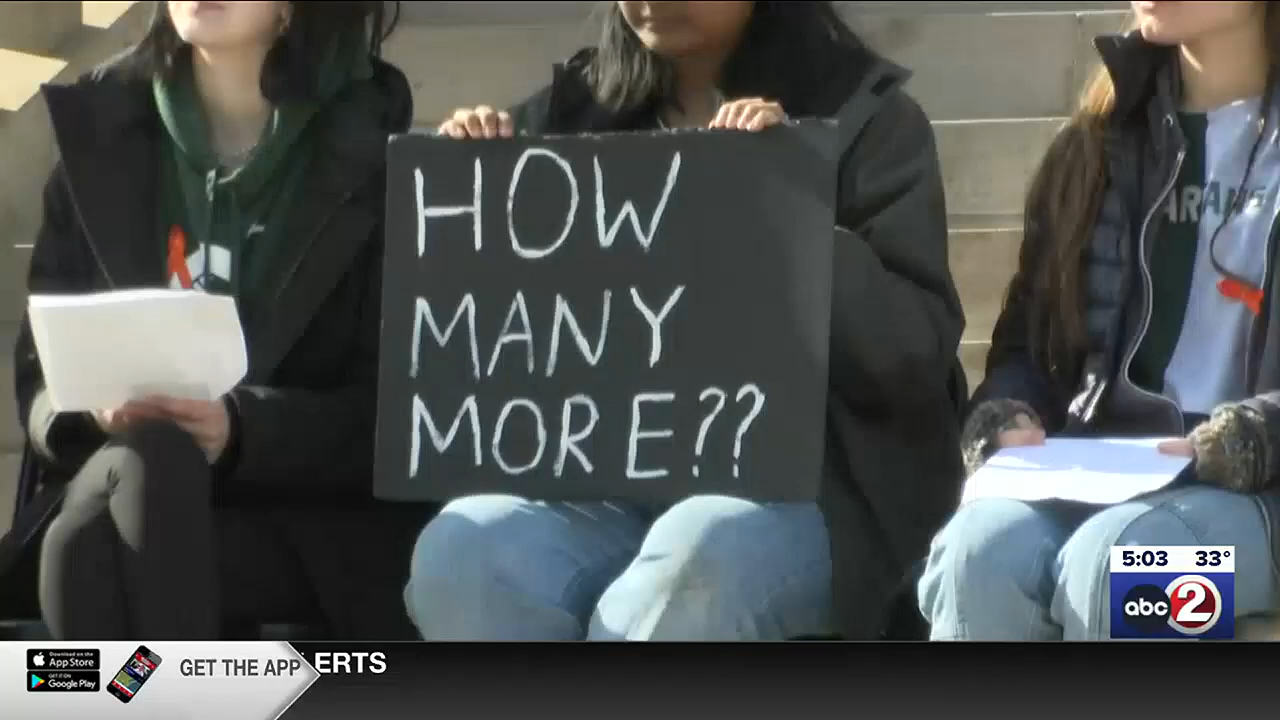 HOW
MANY
MORE??
ARANS
5:03 33°
abc 2
Download on the
App Store
GET IT ON
Google Play
GET THE APP
ERTS